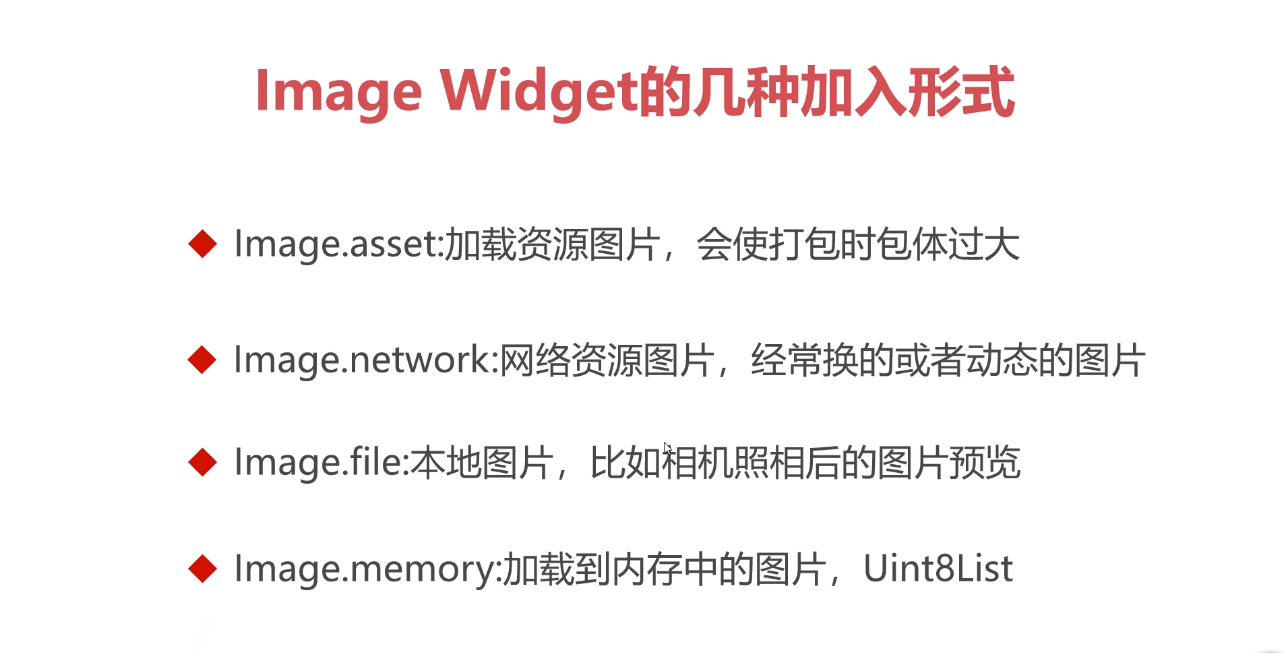 Image Widget的几种加入形式
Image.asset:加载资源图片，会使打包时包体过大
Image.network:网络资源图片，经常换的或者动态的图片
Image.file:本地图片，比如相机照相后的图片预览
Image.memory:加载到内存中的图片，Uint8List